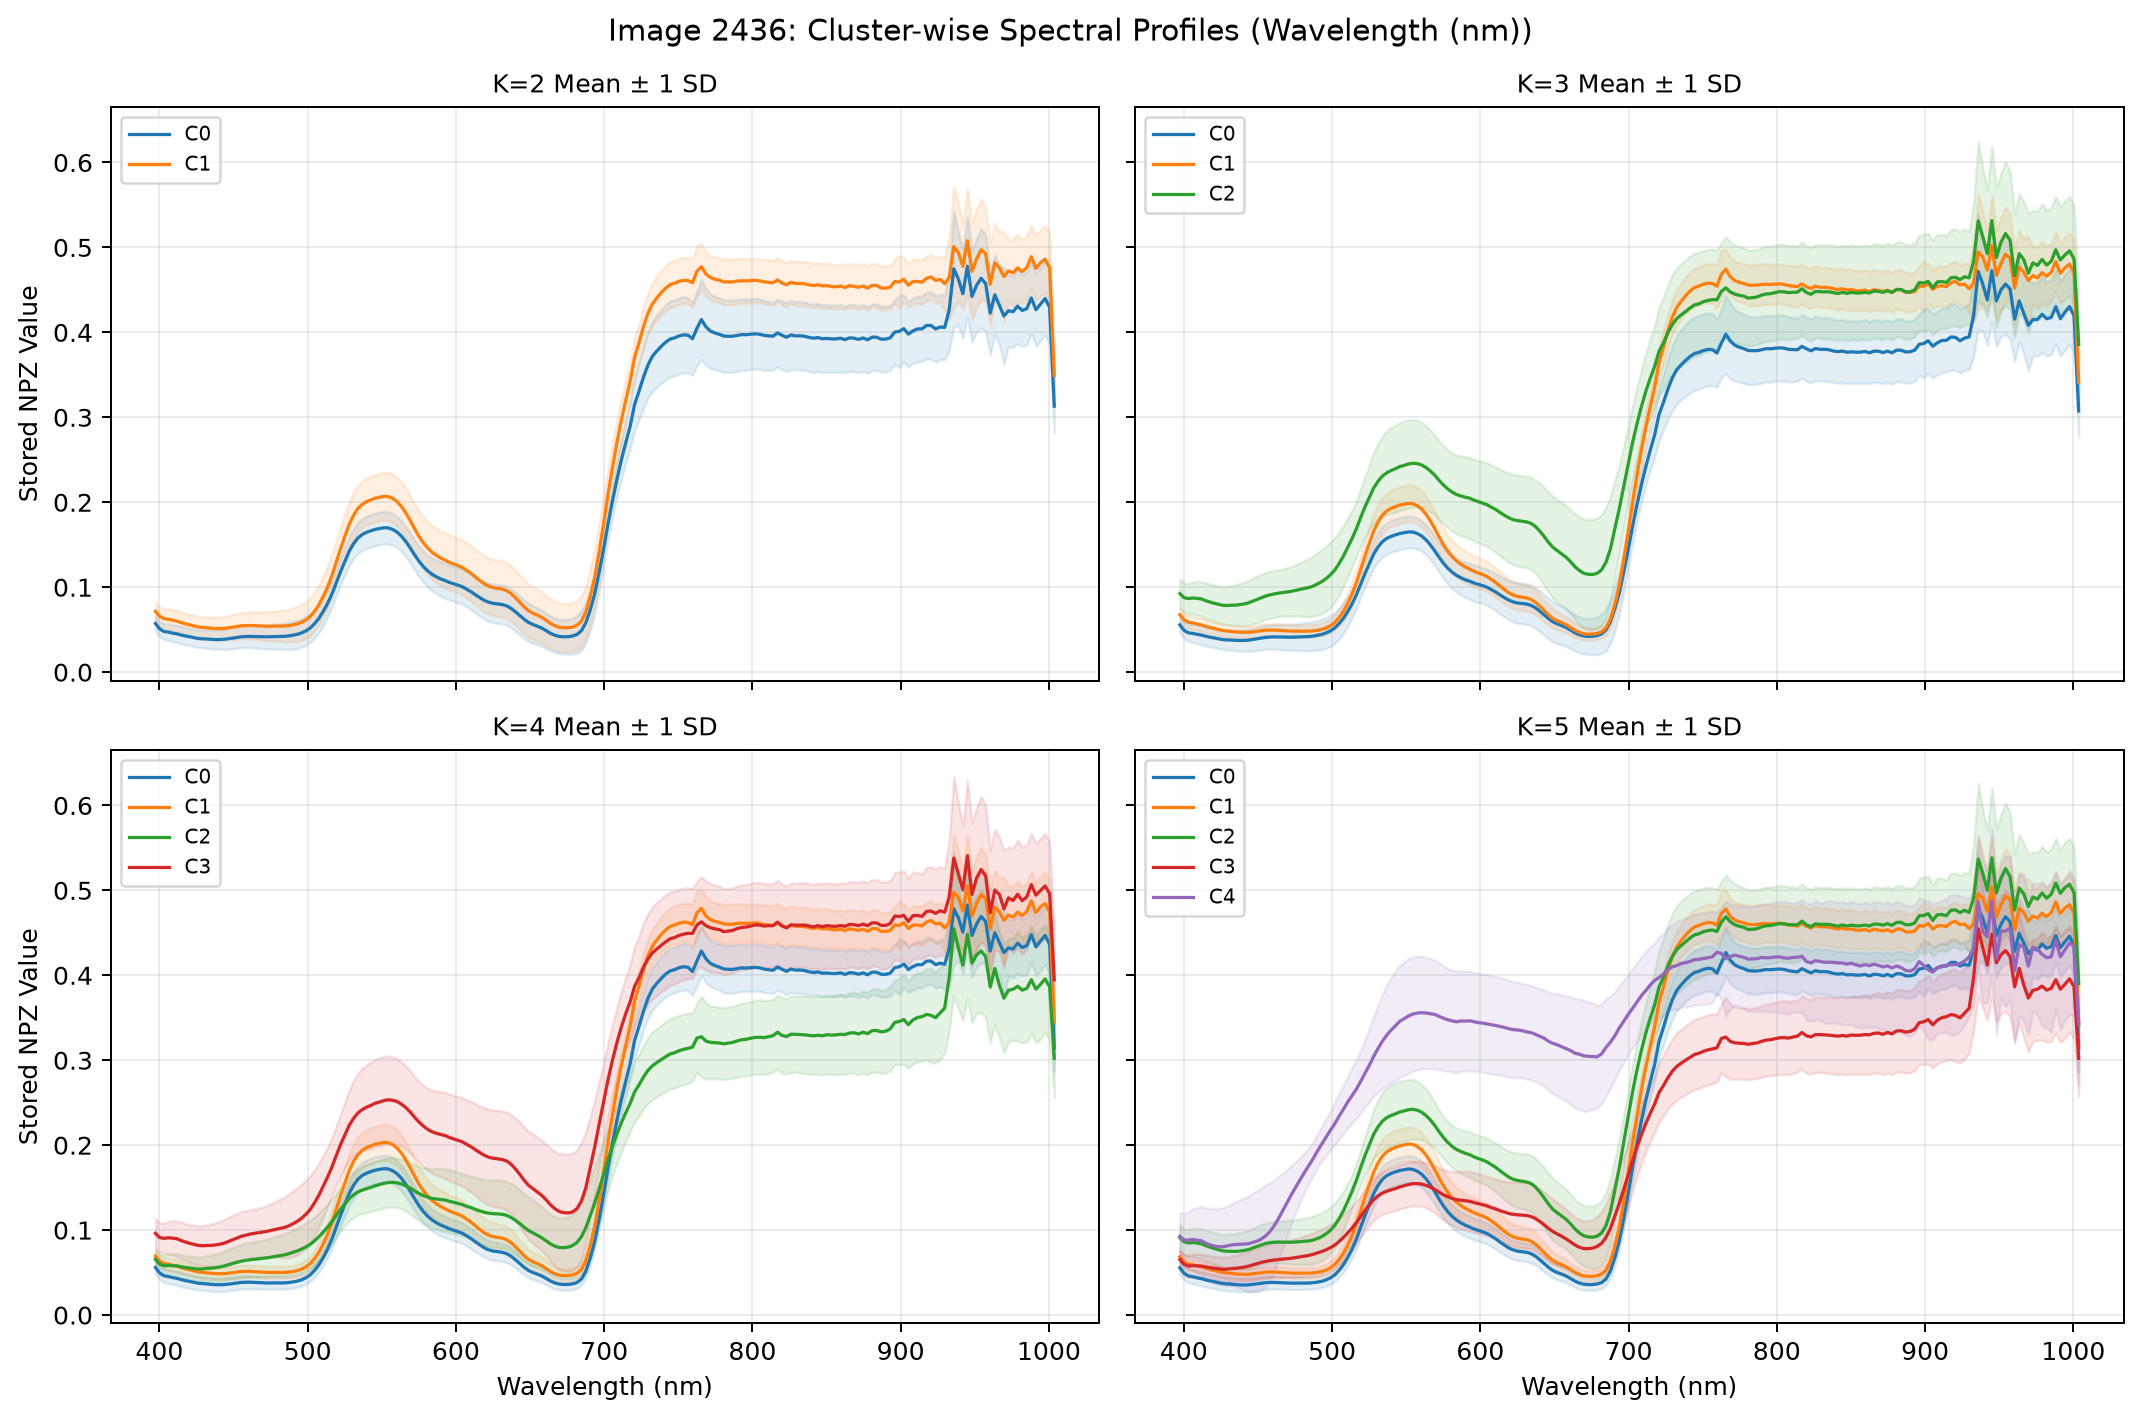 Image 2436: Cluster-wise Spectral Profiles (Wavelength (nm))
K=2 Mean ± 1 SD
C0
C1
0.6
0.5
0.4
0.3
0.2
0.1
0.0
Stored NPZ Value
K=3 Mean ± 1 SD
C0
C1
C2
K=4 Mean ± 1 SD
C0
C1
C2
C3
0.6
0.5
0.4
0.3
0.2
0.1
0.0
Stored NPZ Value
400 500 600 700 800 900 1000
Wavelength (nm)
K=5 Mean ± 1 SD
C0
C1
C2
C3
C4
400 500 600 700 800 900 1000
Wavelength (nm)